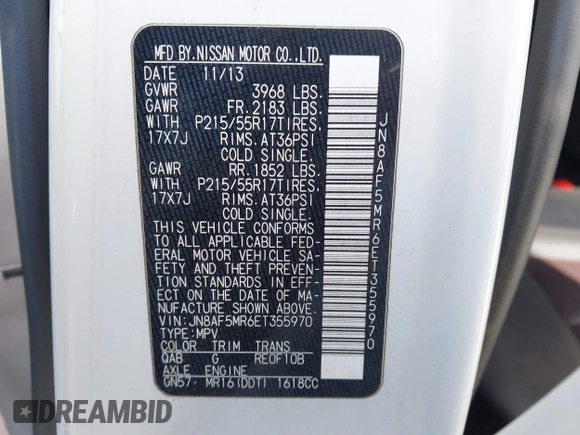 MFD BY. NISSAN MOTOR CO., LTD.
DATE 11/13
GVWR 3968 LBS.
GAWR FR. 2183 LBS.
WITH P215/55R17TIRES.
17X7J RIMS. AT36PSI
COLD SINGLE.
GAWR RR. 1852 LBS.
WITH P215/55R17TIRES.
17X7J RIMS. AT36PSI
COLD SINGLE.
THIS VEHICLE CONFORMS
TO ALL APPLICABLE FED-
ERAL MOTOR VEHICLE SA-
FETY AND THEFT PREVEN-
TION STANDARDS IN EFF-
ECT ON THE DATE OF MA-
NUFACTURE SHOWN ABOVE.
VIN: JN8AF5MR6ET355970
TYPE: MPV
COLOR TRIM TRANS
QAB G RE0F10B
AXLE ENGINE
GN57- MR16(DDT) 1618CC
JN8AF5MR6ET355970
DREAMBID